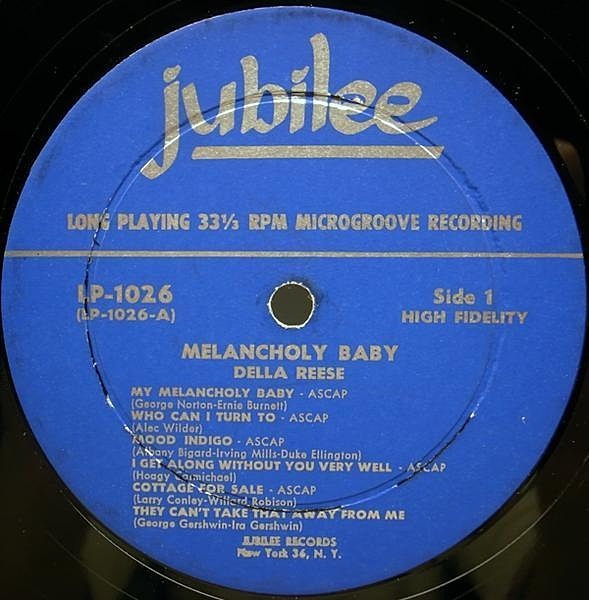 jubilee
LONG PLAYING 33⅓ RPM MICROGROOVE RECORDING
LP-1026
(LP-1026-A)
Side 1
HIGH FIDELITY
MELANCHOLY BABY
DELLA REESE
MY MELANCHOLY BABY - ASCAP
(George Norton-Ernie Burnett)
WHO CAN I TURN TO - ASCAP
(Alec Wilder)
MOOD INDIGO - ASCAP
(Albany Bigard-Irving Mills-Duke Ellington)
I GET ALONG WITHOUT YOU VERY WELL - ASCAP
(Hoagy Carmichael)
COTTAGE FOR SALE - ASCAP
(Larry Conley-Willard Robison)
THEY CAN'T TAKE THAT AWAY FROM ME
(George Gershwin-Ira Gershwin)
JUBILEE RECORDS
New York 36, N. Y.